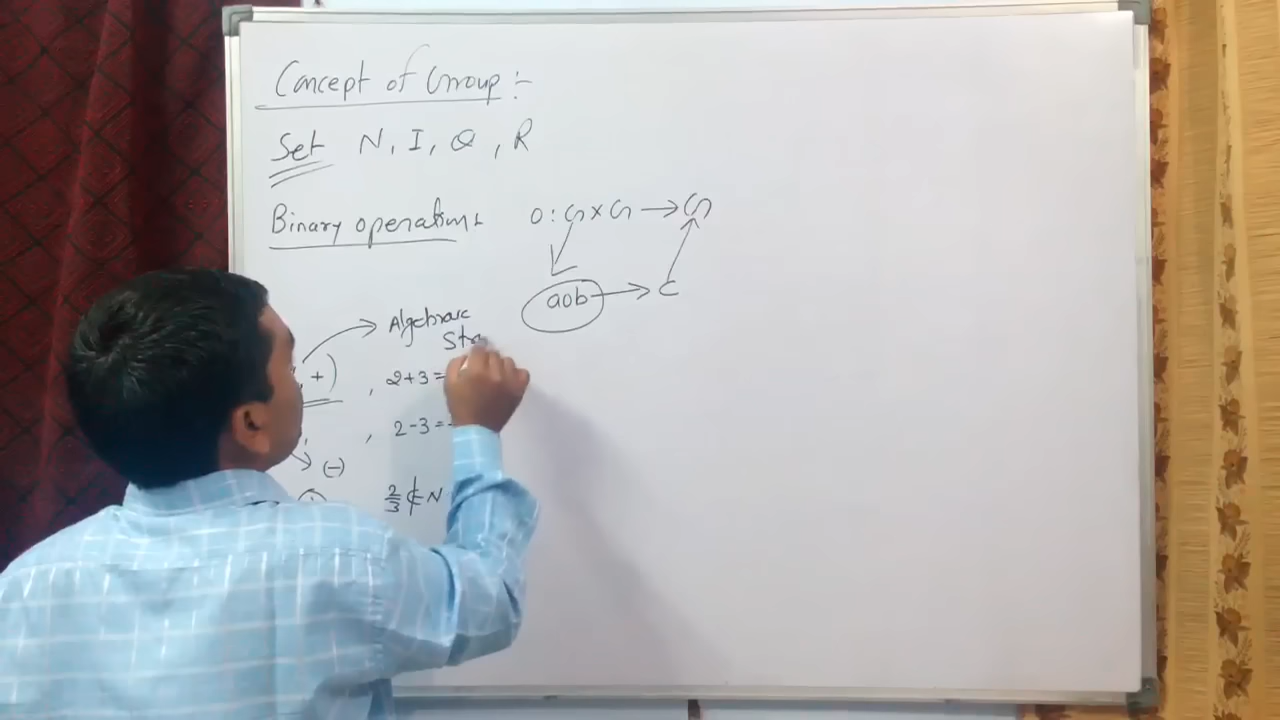 Concept of Group :-
Set N, I, Q, R
Binary operation:- o : G x G → G
aob → c
Algebraic
Str
, +) , 2+3=
, , 2-3=-
(-)
2/3 ∉ N